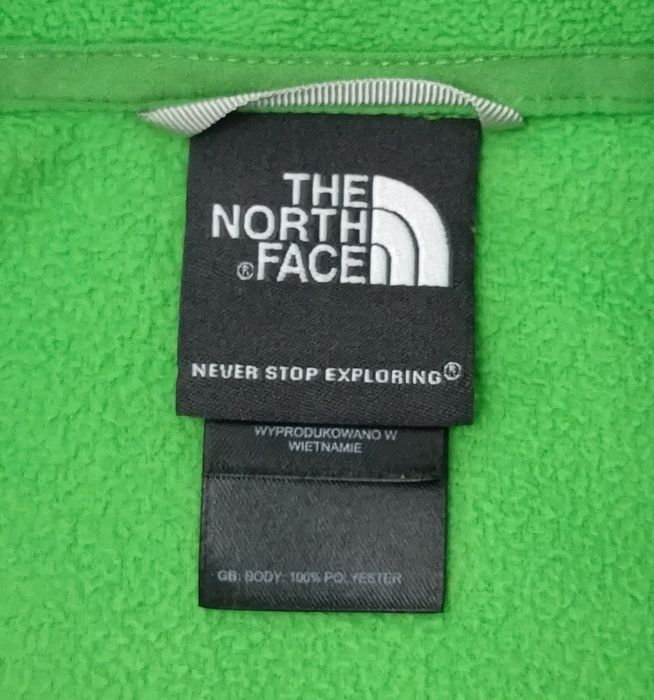 THE
NORTH
® FACE
NEVER STOP EXPLORING®
WYPRODUKOWANO W
WIETNAMIE
GB. BODY: 100% POLYESTER